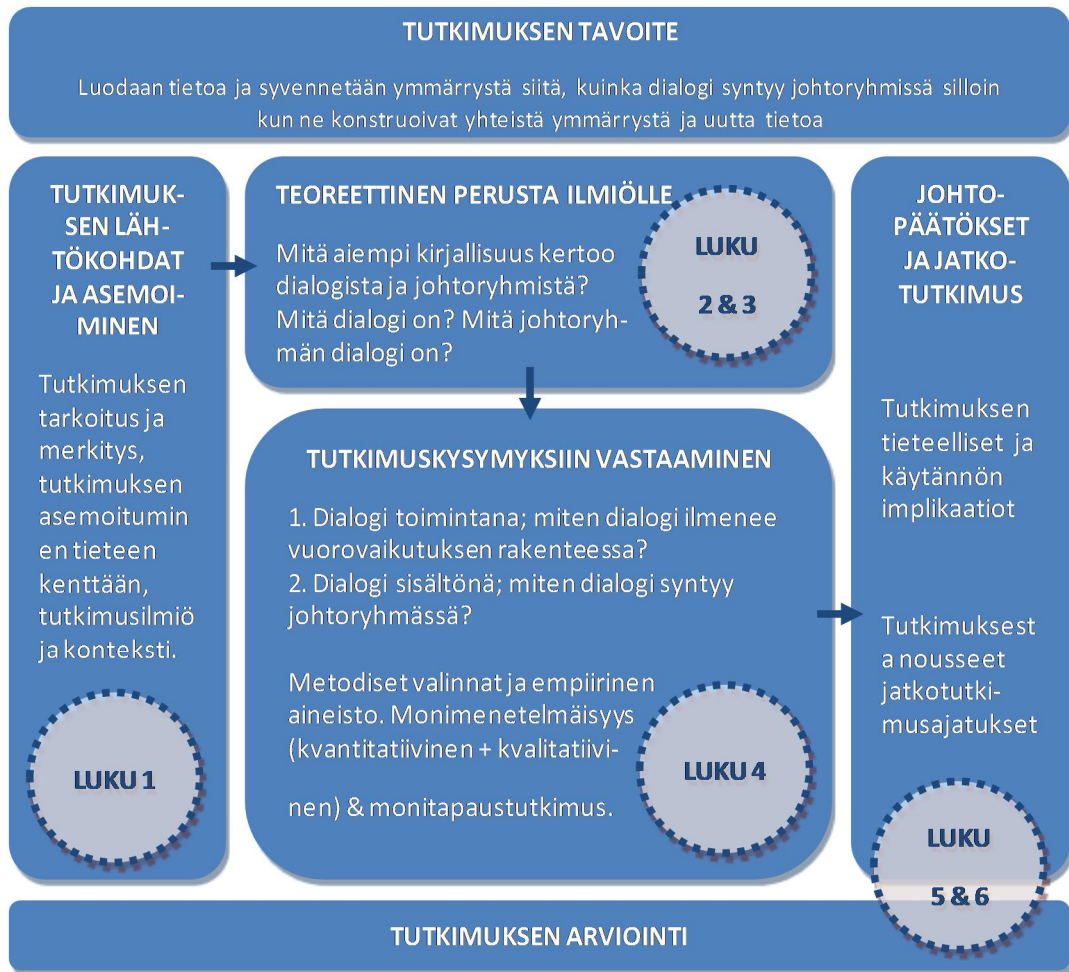 TUTKIMUKSEN TAVOITE
Luodaan tietoa ja syvennetään ymmärrystä siitä, kuinka dialogi syntyy johtoryhmissä silloin
kun ne konstruoivat yhteistä ymmärrystä ja uutta tietoa
TUTKIMUK-
SEN LÄH-
TÖKOHDAT
JA ASEMOI-
MINEN
Tutkimuksen
tarkoitus ja
merkitys,
tutkimuksen
asemoitumin
en tieteen
kenttään,
tutkimusilmiö
ja konteksti.
LUKU 1
TEOREETTINEN PERUSTA ILMIÖLLE
Mitä aiempi kirjallisuus kertoo
dialogista ja johtoryhmistä?
Mitä dialogi on? Mitä johtoryh-
män dialogi on?
LUKU
2 & 3
TUTKIMUSKYSYMYKSIIN VASTAAMINEN
1. Dialogi toimintana; miten dialogi ilmenee
vuorovaikutuksen rakenteessa?
2. Dialogi sisältönä; miten dialogi syntyy
johtoryhmässä?
Metodiset valinnat ja empiirinen
aineisto. Monimenetelmäisyys
(kvantitatiivinen + kvalitatiivi-
nen) & monitapaustutkimus.
LUKU 4
JOHTO-
PÄÄTÖKSET
JA JATKO-
TUTKIMUS
Tutkimuksen
tieteelliset ja
käytännön
implikaatiot
Tutkimuksest
a nousseet
jatkotutki-
musajatukset
LUKU
5 & 6
TUTKIMUKSEN ARVIOINTI